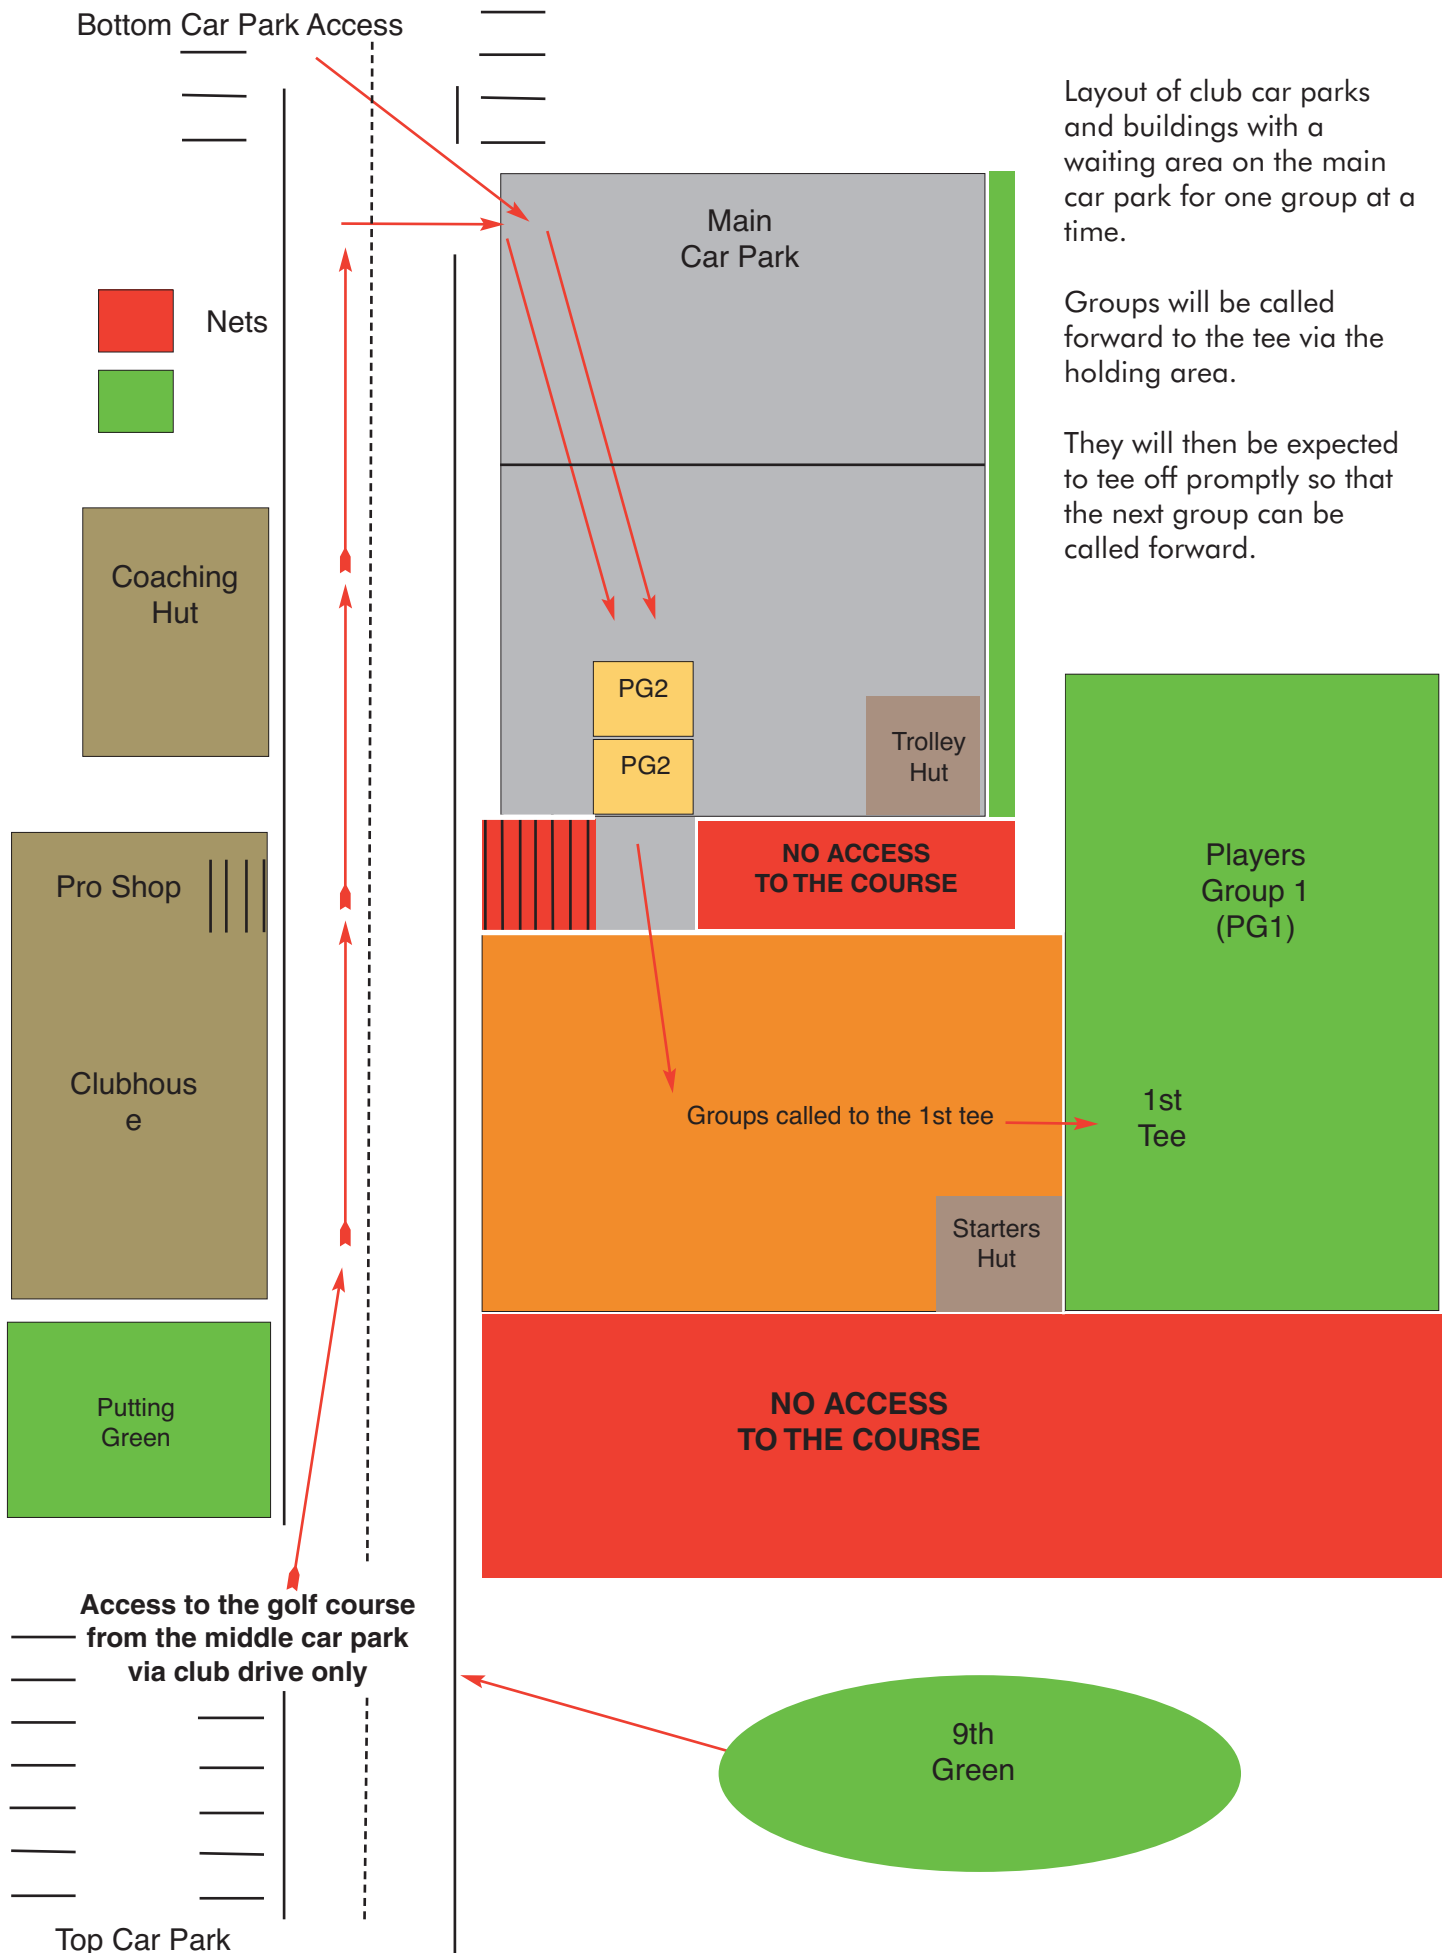 Bottom Car Park Access
Layout of club car parks
and buildings with a
waiting area on the main
car park for one group at a
time.
Groups will be called
forward to the tee via the
holding area.
They will then be expected
to tee off promptly so that
the next group can be
called forward.
Main
Car Park
Nets
Coaching
Hut
PG2
PG2
Trolley
Hut
NO ACCESS
TO THE COURSE
Players
Group 1
(PG1)
Pro Shop
Clubhous
e
Groups called to the 1st tee
1st
Tee
Starters
Hut
Putting
Green
NO ACCESS
TO THE COURSE
Access to the golf course
from the middle car park
via club drive only
9th
Green
Top Car Park